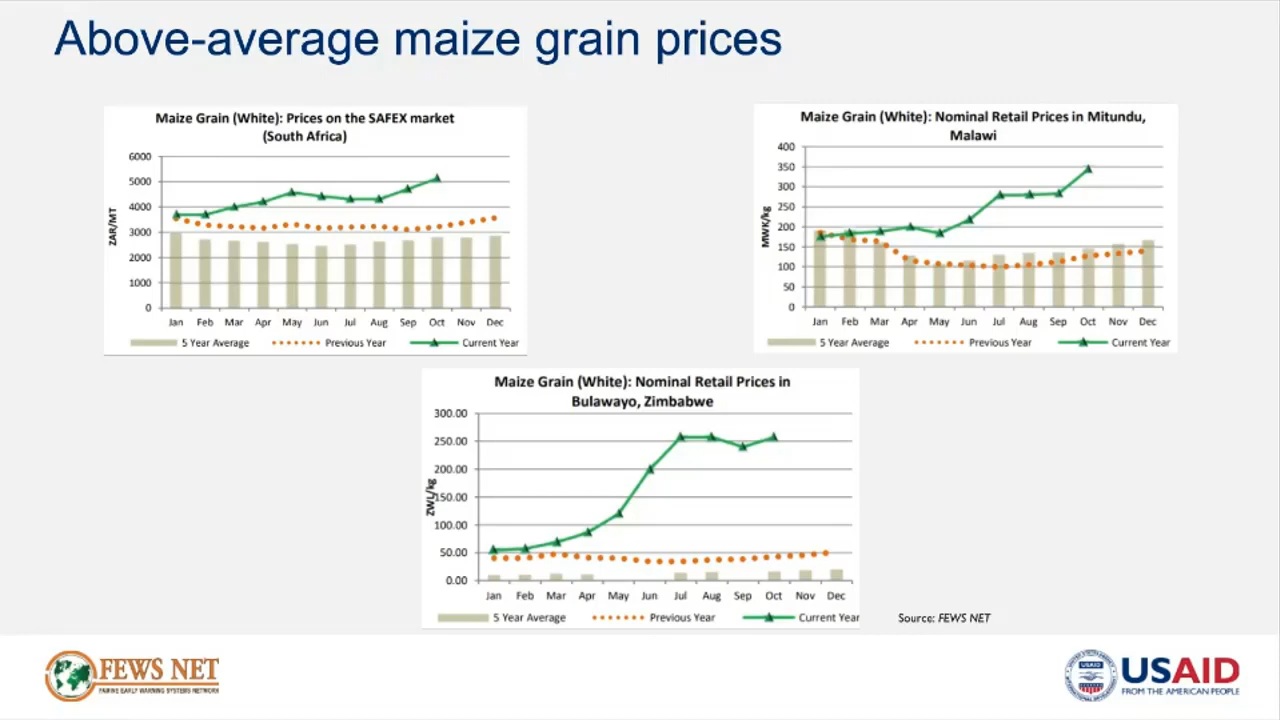 Above-average maize grain prices
Maize Grain (White): Prices on the SAFEX market
(South Africa)
6000
5000
4000
3000
2000
1000
0
ZAR/MT
Jan Feb Mar Apr May Jun Jul Aug Sep Oct Nov Dec
5 Year Average Previous Year Current Year
Maize Grain (White): Nominal Retail Prices in Mitundu,
Malawi
400
350
300
250
200
150
100
50
0
MWK/kg
Jan Feb Mar Apr May Jun Jul Aug Sep Oct Nov Dec
5 Year Average Previous Year Current Year
Maize Grain (White): Nominal Retail Prices in
Bulawayo, Zimbabwe
300.00
250.00
200.00
150.00
100.00
50.00
0.00
ZWL/kg
Jan Feb Mar Apr May Jun Jul Aug Sep Oct Nov Dec
5 Year Average Previous Year Current Year
Source: FEWS NET
FEWS NET
FAMINE EARLY WARNING SYSTEMS NETWORK
USAID
USAID
FROM THE AMERICAN PEOPLE